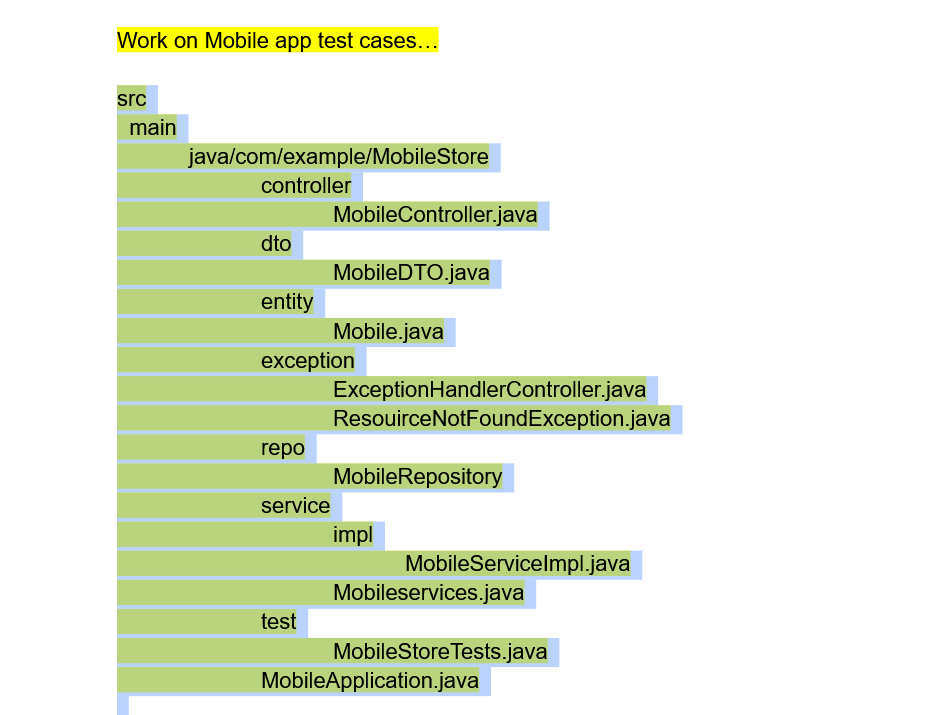 Work on Mobile app test cases…
src
main
java/com/example/MobileStore
controller
MobileController.java
dto
MobileDTO.java
entity
Mobile.java
exception
ExceptionHandlerController.java
ResouirceNotFoundException.java
repo
MobileRepository
service
impl
MobileServiceImpl.java
Mobileservices.java
test
MobileStoreTests.java
MobileApplication.java